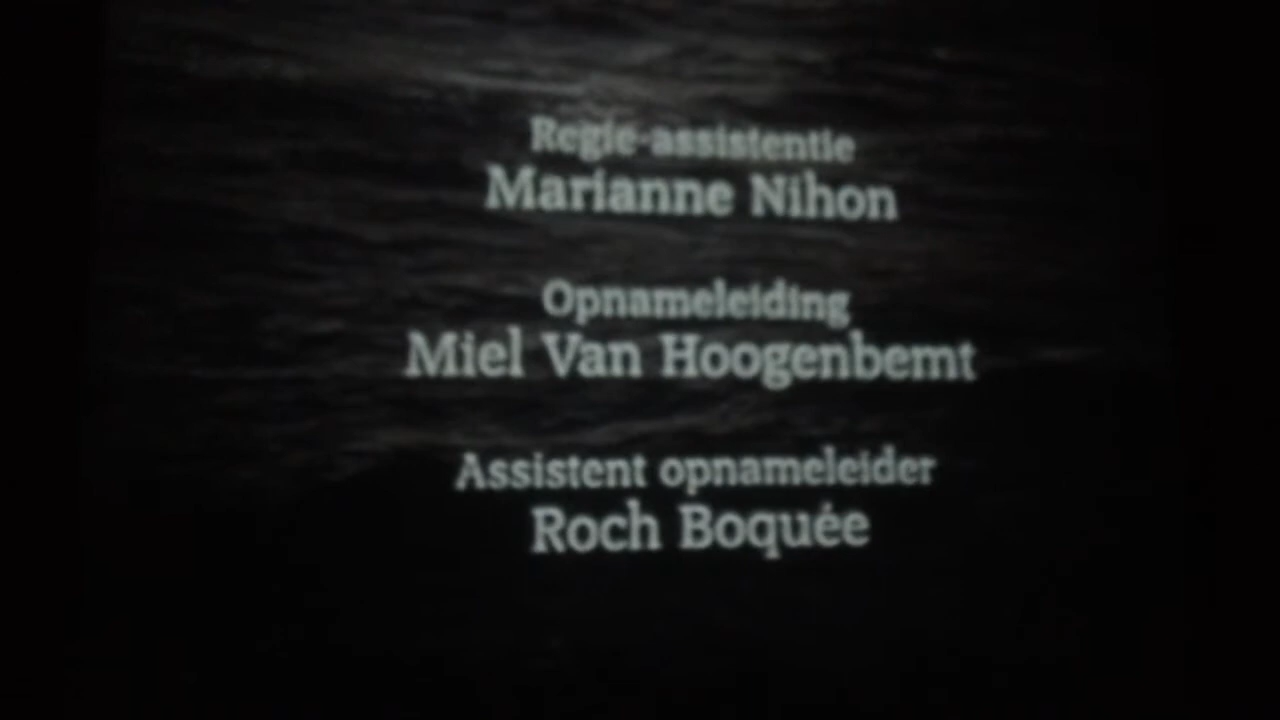 Regie-assistentie
Marianne Nihon
Opnameleiding
Miel Van Hoogenbemt
Assistent opnameleider
Roch Boquée